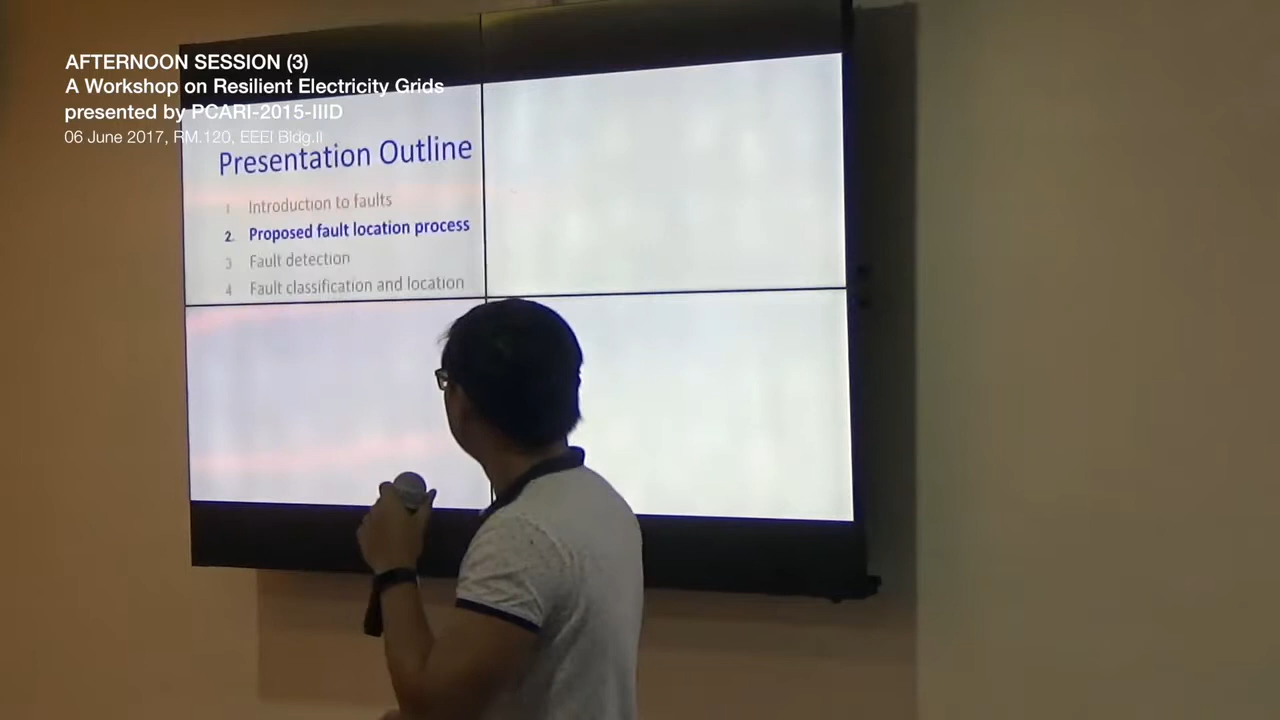 AFTERNOON SESSION (3)
A Workshop on Resilient Electricity Grids
presented by PCARI-2015-IIID
06 June 2017, RM.120, EEEI Bldg.II
Presentation Outline
1 Introduction to faults
2. Proposed fault location process
3 Fault detection
4 Fault classification and location